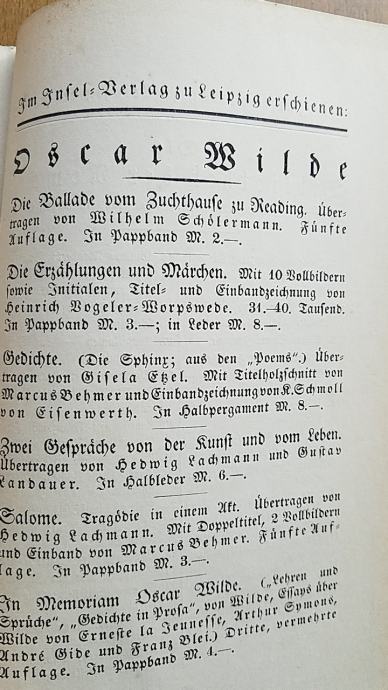 Im Insel-Verlag zu Leipzig erschienen:
Oscar Wilde
Die Ballade vom Zuchthause zu Reading. Über-
tragen von Wilhelm Schölermann. Fünfte
Auflage. In Pappband M. 2.—.
Die Erzählungen und Märchen. Mit 10 Vollbildern
sowie Initialen, Titel- und Einbandzeichnung von
Heinrich Vogeler-Worpswede. 31.—40. Tausend.
In Pappband M. 3.—; in Leder M. 8.—.
Gedichte. (Die Sphinx; aus den „Poems“.) Über-
tragen von Gisela Etzel. Mit Titelholzschnitt von
Marcus Behmer und Einbandzeichnung von K. Schmoll
von Eisenwerth. In Halbpergament M. 8.—.
Zwei Gespräche von der Kunst und vom Leben.
Übertragen von Hedwig Lachmann und Gustav
Landauer. In Halbleder M. 6.—.
Salome. Tragödie in einem Akt. Übertragen von
Hedwig Lachmann. Mit Doppeltitel, 2 Vollbildern
und Einband von Marcus Behmer. Fünfte Auf-
lage. In Pappband M. 3.—.
In Memoriam Oscar Wilde. („Lehren und
Sprüche“, „Gedichte in Prosa“, von Wilde, Essays über
Wilde von Ernest la Jeunesse, Arthur Symons,
André Gide und Franz Blei.) Dritte, vermehrte
Auflage. In Pappband M. 4.—.